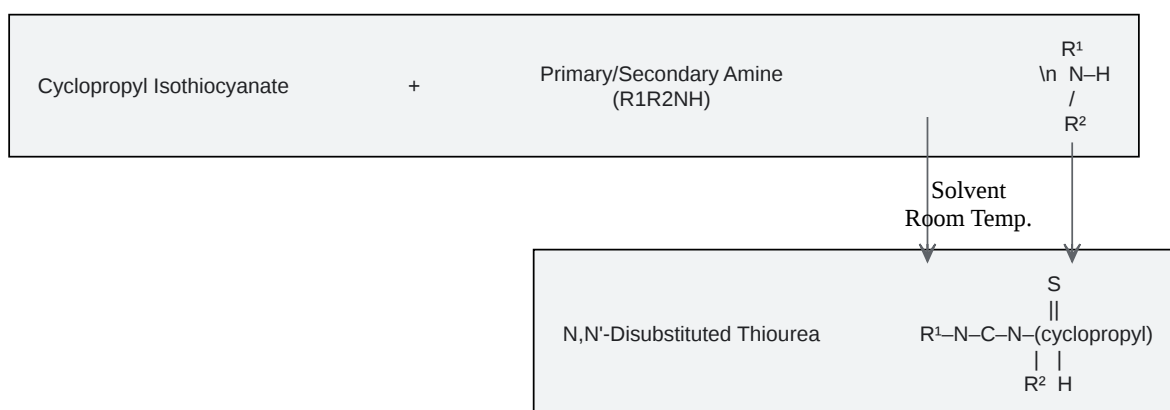 Cyclopropyl Isothiocyanate
+
Primary/Secondary Amine
(R1R2NH)
R¹
\n N–H
/
R²
Solvent
Room Temp.
N,N'-Disubstituted Thiourea
S
||
R¹–N–C–N–(cyclopropyl)
| |
R² H